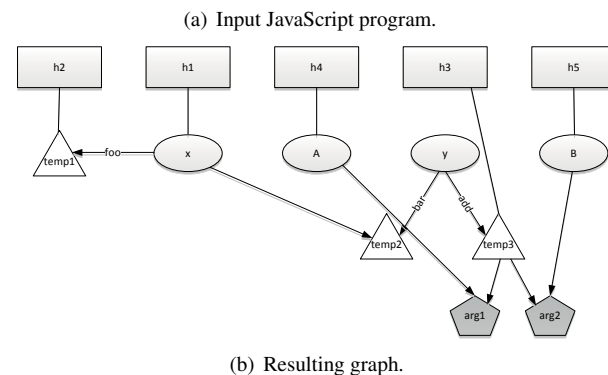 (a) Input JavaScript program.
h2 h1 h4 h3 h5
temp1 foo x A y B
bar add
temp2 temp3
arg1 arg2
(b) Resulting graph.